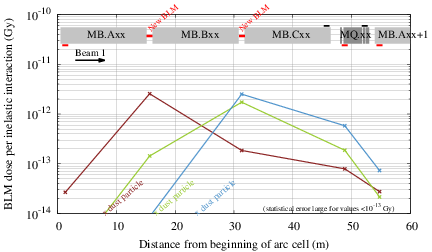 BLM dose per inelastic interaction (Gy)
10-10
10-11
10-12
10-13
10-14
MB.Axx
New BLM
MB.Bxx
New BLM
MB.Cxx
MQ.xx
MB.Axx+1
Beam 1
dust particle
dust particle
dust particle
(statistical error large for values <10-13 Gy)
0 10 20 30 40 50 60
Distance from beginning of arc cell (m)